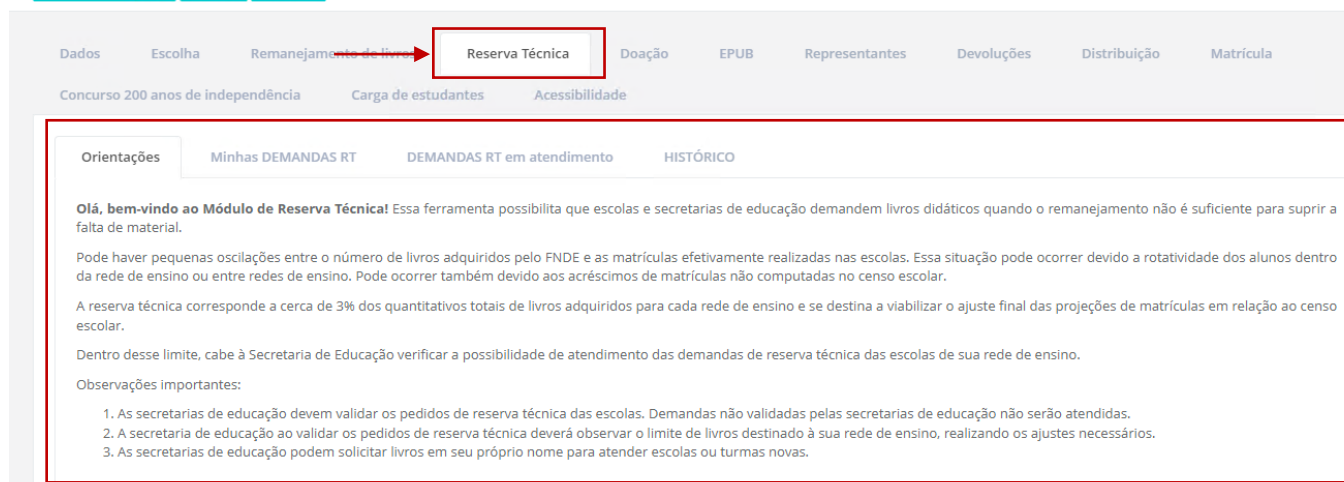 Dados Escolha Remanejamento de livros Reserva Técnica Doação EPUB Representantes Devoluções Distribuição Matrícula
Concurso 200 anos de independência Carga de estudantes Acessibilidade
Orientações Minhas DEMANDAS RT DEMANDAS RT em atendimento HISTÓRICO
Olá, bem-vindo ao Módulo de Reserva Técnica! Essa ferramenta possibilita que escolas e secretarias de educação demandem livros didáticos quando o remanejamento não é suficiente para suprir a
falta de material.
Pode haver pequenas oscilações entre o número de livros adquiridos pelo FNDE e as matrículas efetivamente realizadas nas escolas. Essa situação pode ocorrer devido a rotatividade dos alunos dentro
da rede de ensino ou entre redes de ensino. Pode ocorrer também devido aos acréscimos de matrículas não computadas no censo escolar.
A reserva técnica corresponde a cerca de 3% dos quantitativos totais de livros adquiridos para cada rede de ensino e se destina a viabilizar o ajuste final das projeções de matrículas em relação ao censo
escolar.
Dentro desse limite, cabe à Secretaria de Educação verificar a possibilidade de atendimento das demandas de reserva técnica das escolas de sua rede de ensino.
Observações importantes:
1. As secretarias de educação devem validar os pedidos de reserva técnica das escolas. Demandas não validadas pelas secretarias de educação não serão atendidas.
2. A secretaria de educação ao validar os pedidos de reserva técnica deverá observar o limite de livros destinado à sua rede de ensino, realizando os ajustes necessários.
3. As secretarias de educação podem solicitar livros em seu próprio nome para atender escolas ou turmas novas.